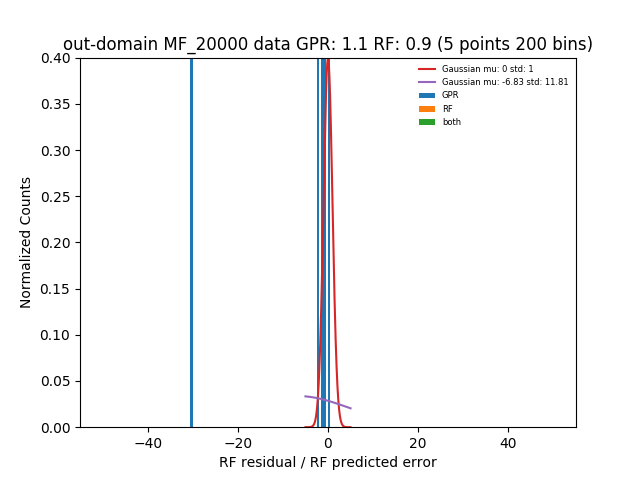 out-domain MF_20000 data GPR: 1.1 RF: 0.9 (5 points 200 bins)
Gaussian mu: 0 std: 1
Gaussian mu: -6.83 std: 11.81
GPR
RF
both
Normalized Counts
0.40
0.35
0.30
0.25
0.20
0.15
0.10
0.05
0.00
−40 −20 0 20 40
RF residual / RF predicted error